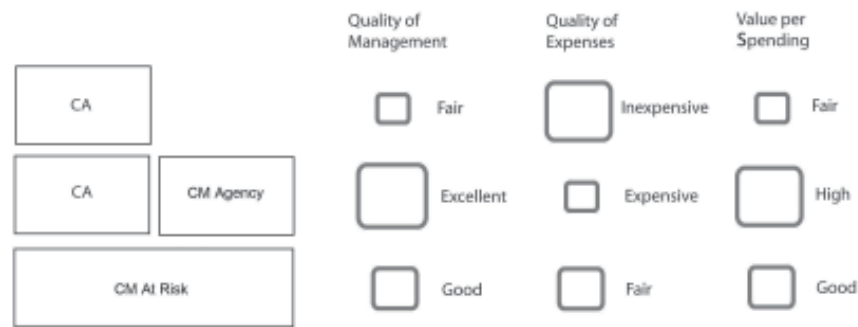 Quality of Management
Quality of Expenses
Value per Spending
CA
Fair
Inexpensive
Fair
CA
CM Agency
Excellent
Expensive
High
CM At Risk
Good
Fair
Good